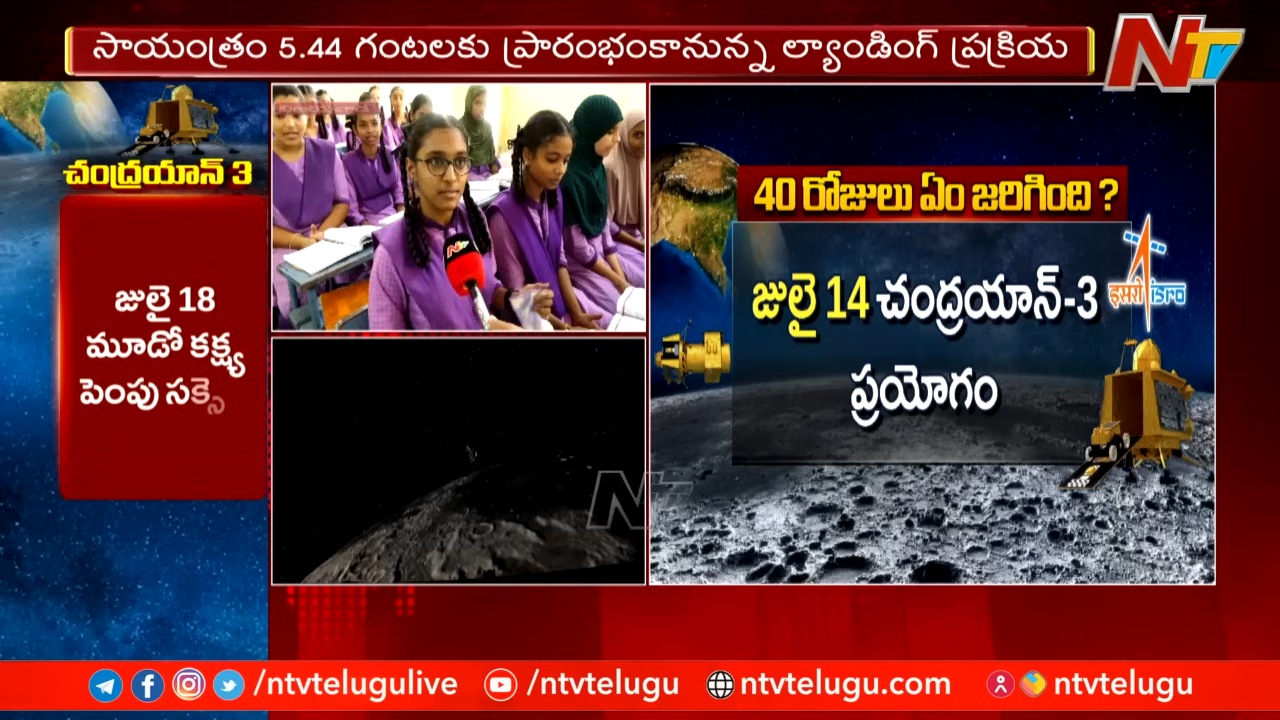 సాయంత్రం 5.44 గంటలకు ప్రారంభంకానున్న ల్యాండింగ్ ప్రక్రియ
NTV
చంద్రయాన్ 3
జులై 18
మూడో కక్ష్య
పెంపు సక్సె
40 రోజులు ఏం జరిగింది ?
జులై 14 చంద్రయాన్-3
ప్రయోగం
इसरो isro
/ntvtelugulive
/ntvtelugu
ntvtelugu.com
ntvtelugu